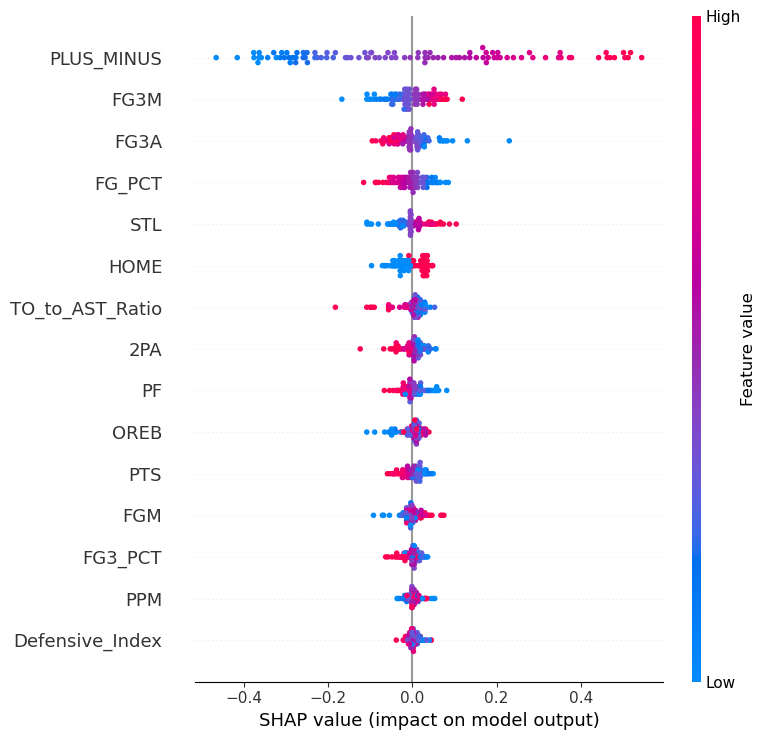 High
PLUS_MINUS
FG3M
FG3A
FG_PCT
STL
HOME
TO_to_AST_Ratio
2PA
PF
OREB
PTS
FGM
FG3_PCT
PPM
Defensive_Index
Feature value
Low
−0.4 −0.2 0.0 0.2 0.4
SHAP value (impact on model output)